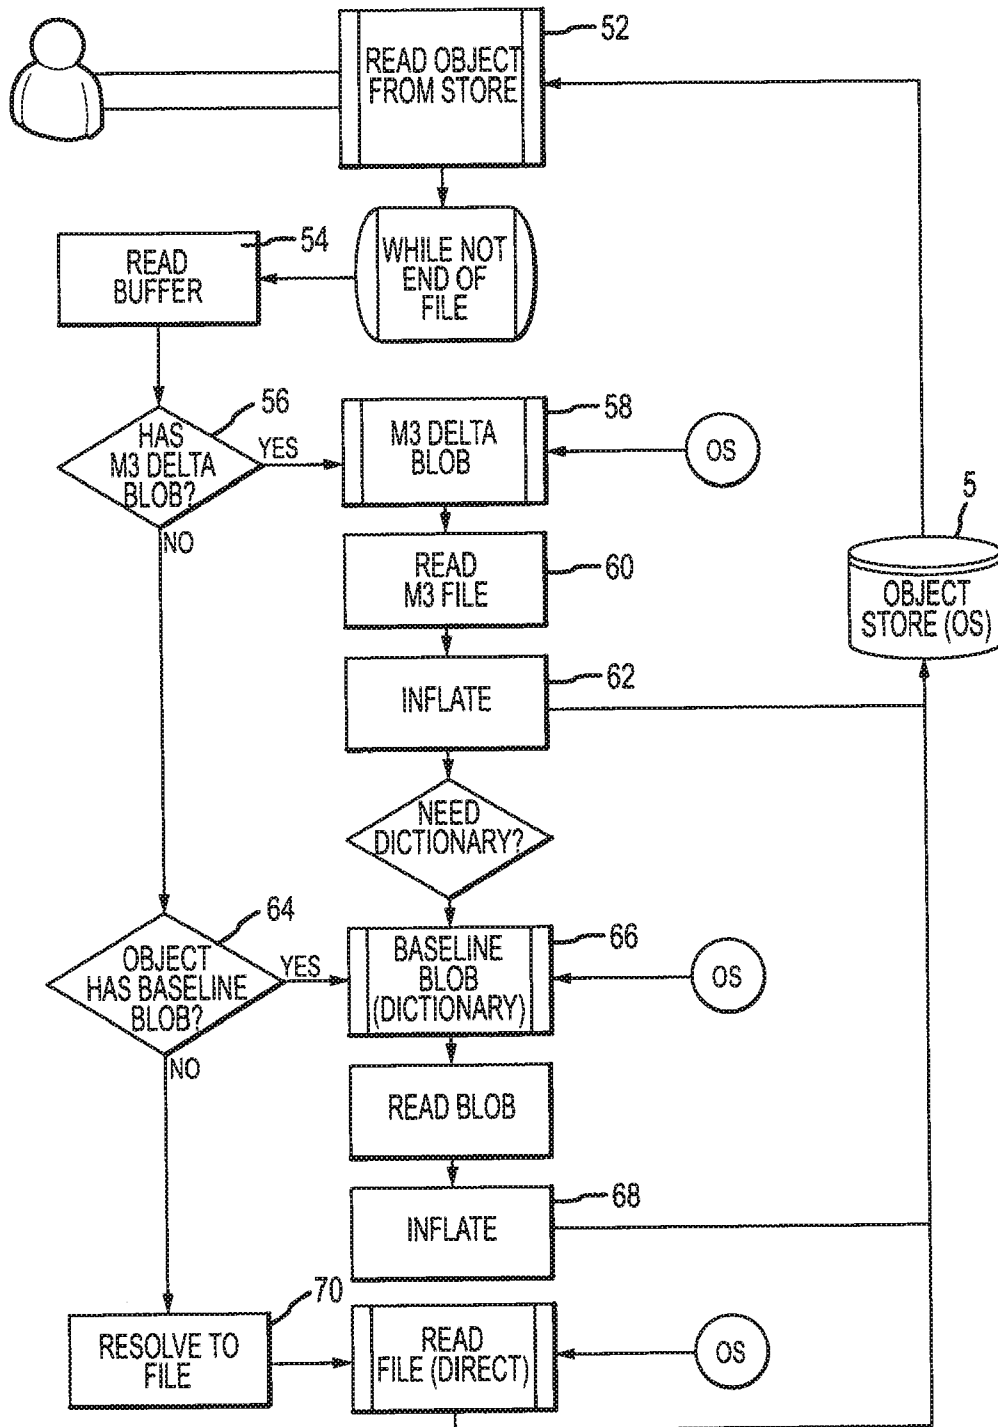 52
READ OBJECT
FROM STORE
WHILE NOT
END OF
FILE
54
READ
BUFFER
56
HAS
M3 DELTA
BLOB?
YES
NO
58
M3 DELTA
BLOB
OS
READ
M3 FILE
60
5
OBJECT
STORE (OS)
INFLATE
62
NEED
DICTIONARY?
64
OBJECT
HAS BASELINE
BLOB?
YES
NO
66
BASELINE
BLOB
(DICTIONARY)
OS
READ BLOB
68
INFLATE
70
RESOLVE TO
FILE
READ
FILE (DIRECT)
OS